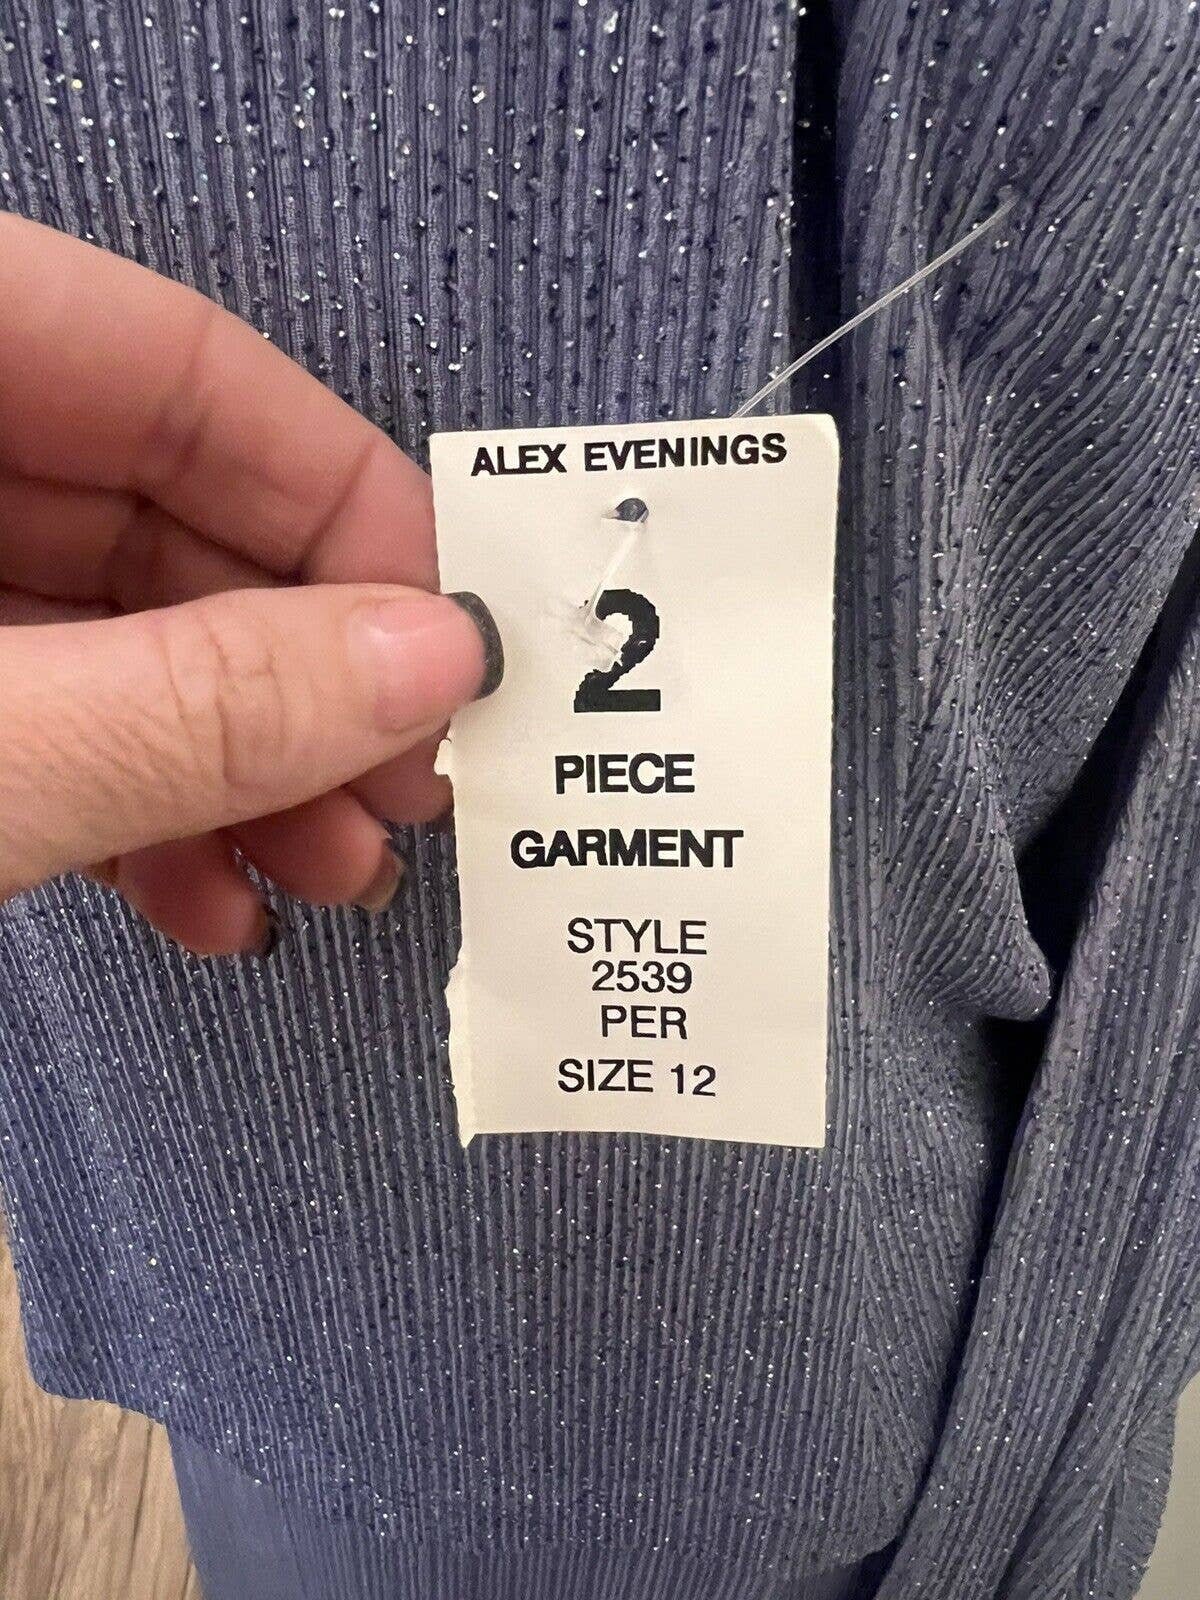 ALEX EVENINGS
2
PIECE
GARMENT
STYLE
2539
PER
SIZE 12